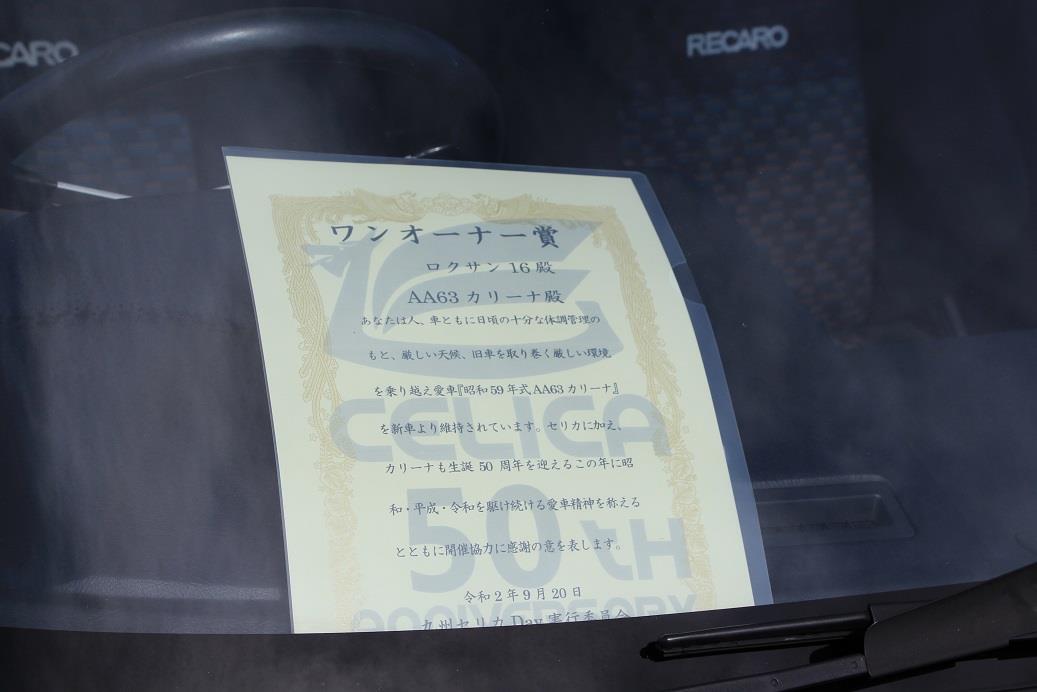 CARO
RECARO
ワンオーナー賞
ロクサン16殿
AA63カリーナ殿
あなたは人、車ともに日頃の十分な体調管理の
もと、厳しい天候、旧車を取り巻く厳しい環境
を乗り越え愛車『昭和59年式AA63カリーナ』
を新車より維持されています。セリカに加え、
カリーナも生誕50周年を迎えるこの年に昭
和・平成・令和を駆け続ける愛車精神を称える
とともに開催協力に感謝の意を表します。
令和2年9月20日
九州セリカDay実行委員会
CELICA
50tH
ANNIVERSARY